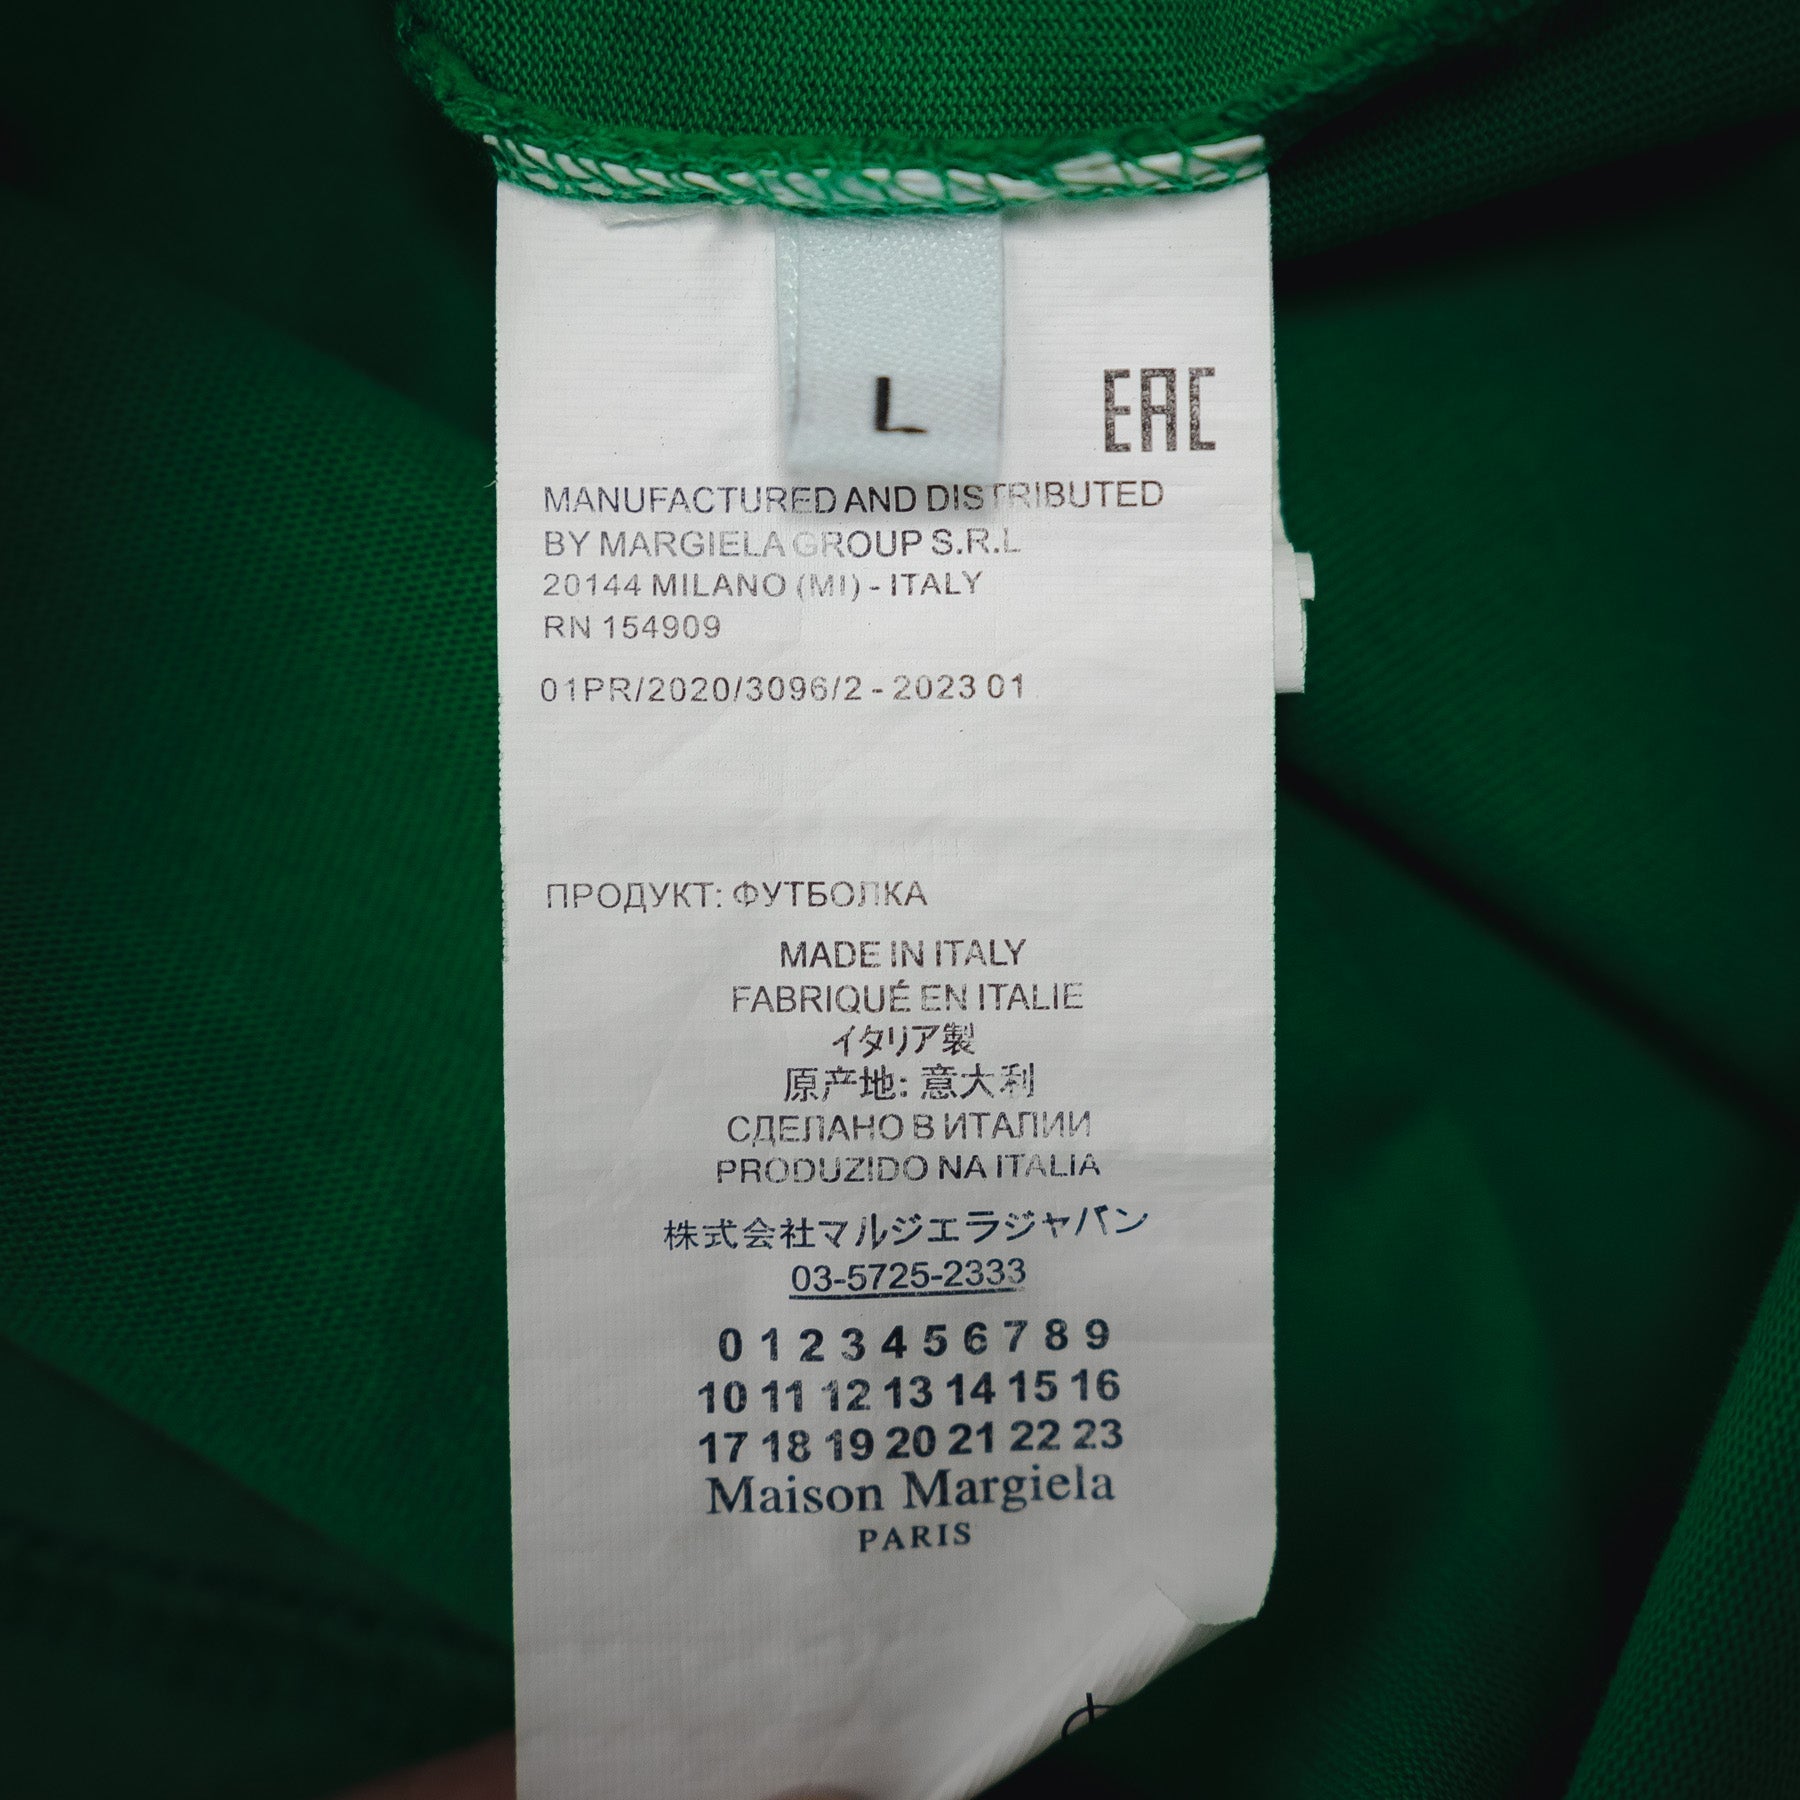 L
EAC
MANUFACTURED AND DISTRIBUTED
BY MARGIELA GROUP S.R.L
20144 MILANO (MI) - ITALY
RN 154909
01PR/2020/3096/2 - 2023 01
ПРОДУКТ: ФУТБОЛКА
MADE IN ITALY
FABRIQUÉ EN ITALIE
イタリア製
原产地: 意大利
СДЕЛАНО В ИТАЛИИ
PRODUZIDO NA ITALIA
株式会社マルジエラジャパン
03-5725-2333
0 1 2 3 4 5 6 7 8 9
10 11 12 13 14 15 16
17 18 19 20 21 22 23
Maison Margiela
PARIS